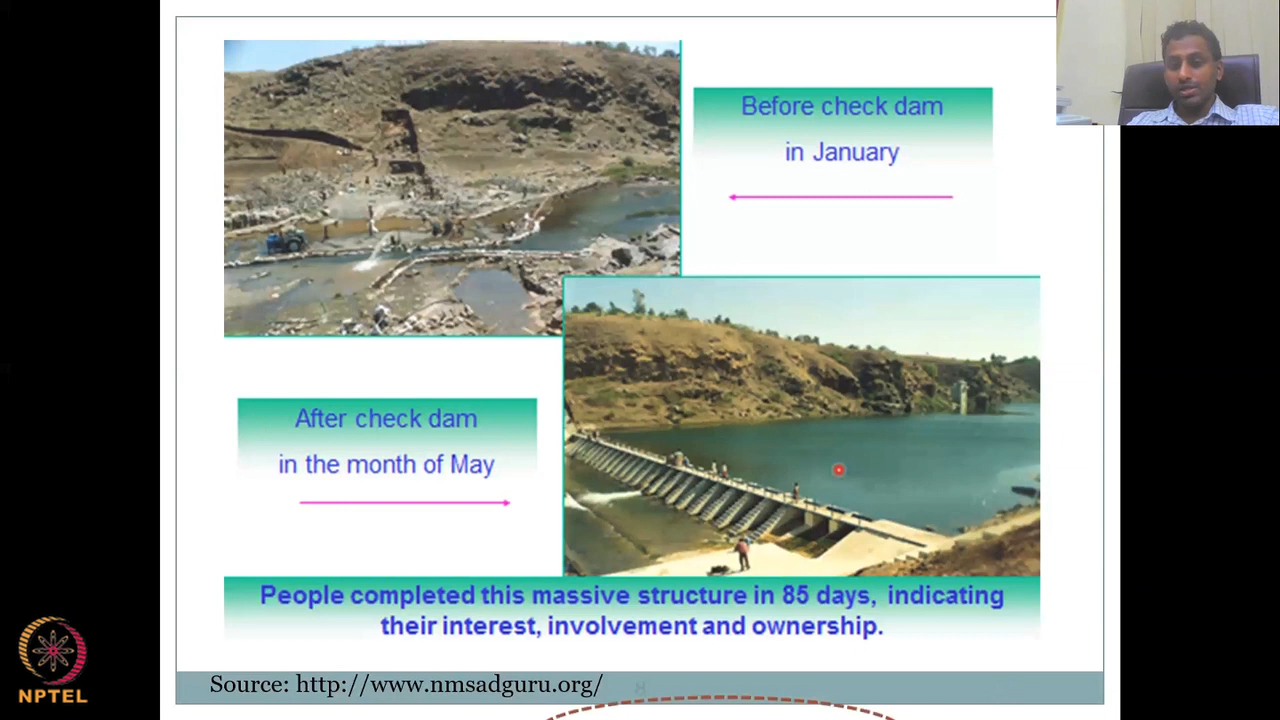 Before check dam
in January
After check dam
in the month of May
People completed this massive structure in 85 days, indicating
their interest, involvement and ownership.
Source: http://www.nmsadguru.org/
NPTEL